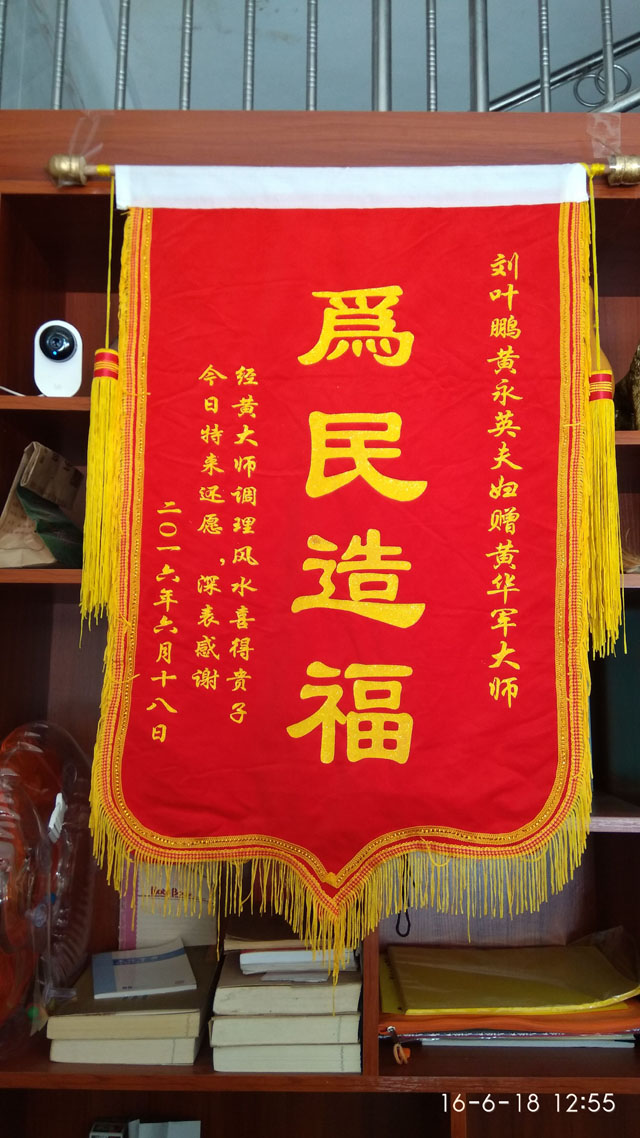 刘叶鹏黄永英夫妇赠黄华军大师
爲民造福
经黄大师调理风水喜得贵子
今日特来还愿，深表感谢
二〇一六年六月十八日
16-6-18 12:55